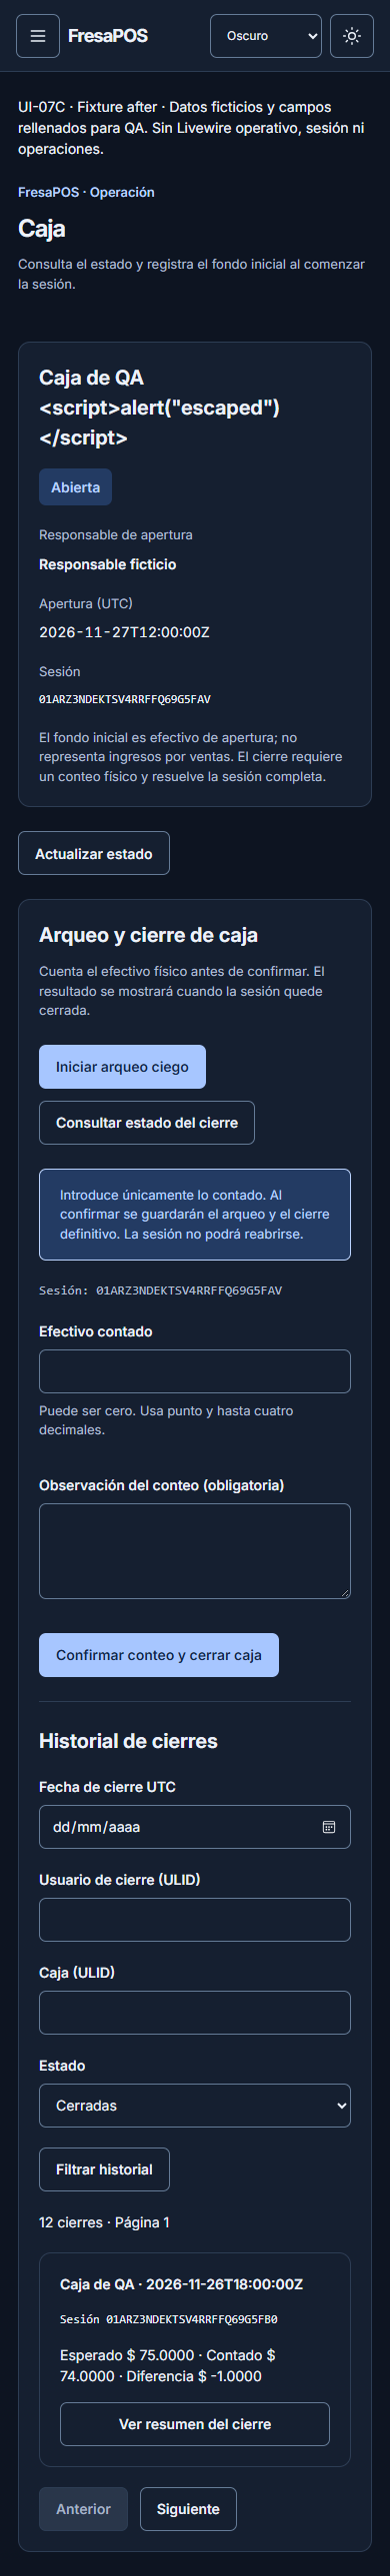 FresaPOS
Oscuro
UI-07C · Fixture after · Datos ficticios y campos
rellenados para QA. Sin Livewire operativo, sesión ni
operaciones.
FresaPOS · Operación
Caja
Consulta el estado y registra el fondo inicial al comenzar
la sesión.
Caja de QA
<script>alert("escaped")
</script>
Abierta
Responsable de apertura
Responsable ficticio
Apertura (UTC)
2026-11-27T12:00:00Z
Sesión
01ARZ3NDEKTSV4RRFFQ69G5FAV
El fondo inicial es efectivo de apertura; no
representa ingresos por ventas. El cierre requiere
un conteo físico y resuelve la sesión completa.
Actualizar estado
Arqueo y cierre de caja
Cuenta el efectivo físico antes de confirmar. El
resultado se mostrará cuando la sesión quede
cerrada.
Iniciar arqueo ciego
Consultar estado del cierre
Introduce únicamente lo contado. Al
confirmar se guardarán el arqueo y el cierre
definitivo. La sesión no podrá reabrirse.
Sesión: 01ARZ3NDEKTSV4RRFFQ69G5FAV
Efectivo contado
Puede ser cero. Usa punto y hasta cuatro
decimales.
Observación del conteo (obligatoria)
Confirmar conteo y cerrar caja
Historial de cierres
Fecha de cierre UTC
dd/mm/aaaa
Usuario de cierre (ULID)
Caja (ULID)
Estado
Cerradas
Filtrar historial
12 cierres · Página 1
Caja de QA · 2026-11-26T18:00:00Z
Sesión 01ARZ3NDEKTSV4RRFFQ69G5FB0
Esperado $ 75.0000 · Contado $
74.0000 · Diferencia $ -1.0000
Ver resumen del cierre
Anterior
Siguiente